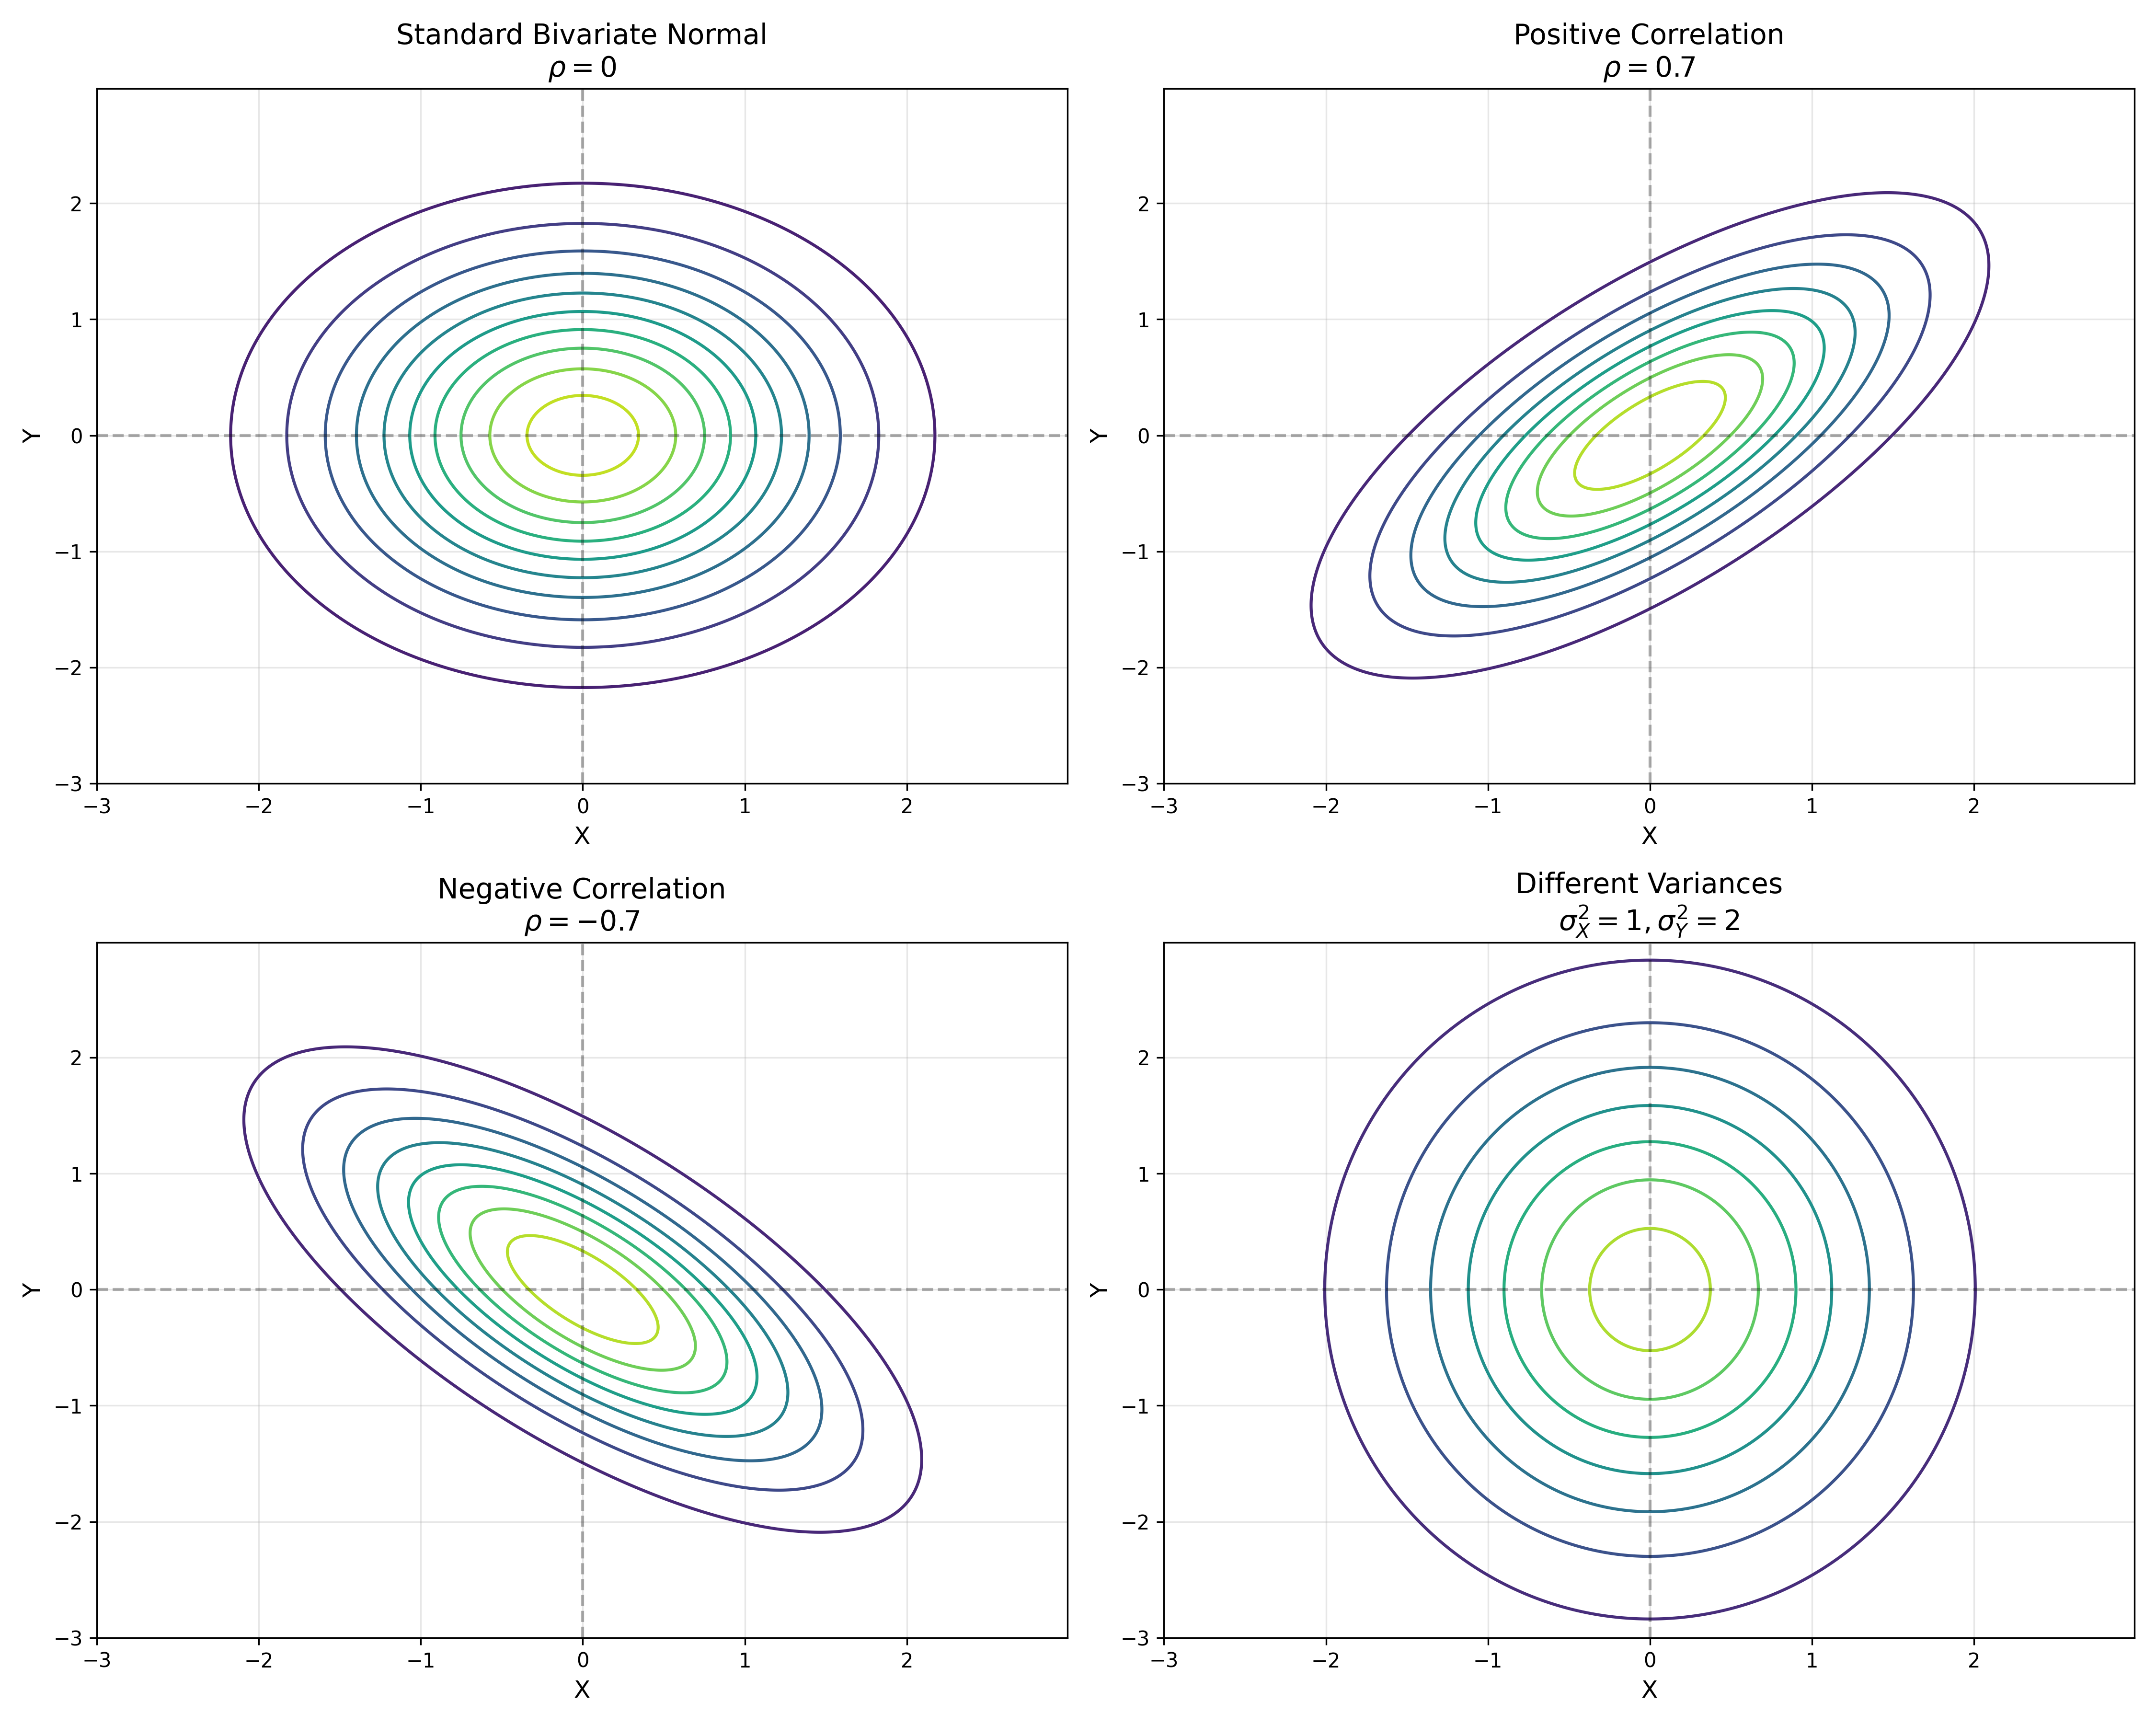 Standard Bivariate Normal
ρ = 0
2
1
0
−1
−2
−3
Y
−3 −2 −1 0 1 2
X
Positive Correlation
ρ = 0.7
2
1
0
−1
−2
−3
Y
−3 −2 −1 0 1 2
X
Negative Correlation
ρ = −0.7
2
1
0
−1
−2
−3
Y
−3 −2 −1 0 1 2
X
Different Variances
σ²_X = 1, σ²_Y = 2
2
1
0
−1
−2
−3
Y
−3 −2 −1 0 1 2
X